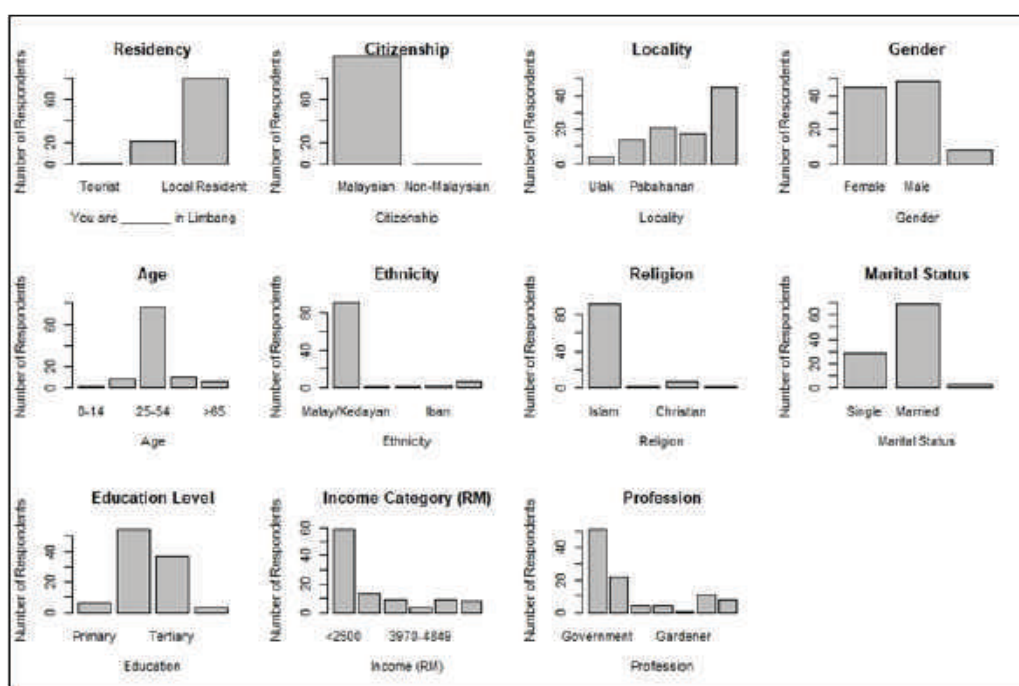 Residency
Number of Respondents
20 60
Tourist Local Resident
You are _______ in Limbang
Citizenship
Number of Respondents
20 60
Malaysian Non-Malaysian
Citizenship
Locality
Number of Respondents
0 20 40
Ulak Pabahanan
Locality
Gender
Number of Respondents
0 20 40
Female Male
Gender
Age
Number of Respondents
0 20 60
0-14 25-54 >65
Age
Ethnicity
Number of Respondents
0 40 80
Malay/Kedayan Iban
Ethnicity
Religion
Number of Respondents
0 40 80
Islam Christian
Religion
Marital Status
Number of Respondents
0 20 40 60
Single Married
Marital Status
Education Level
Number of Respondents
0 20 40
Primary Tertiary
Education
Income Category (RM)
Number of Respondents
0 20 40 60
<2500 3970-4849
Income (RM)
Profession
Number of Respondents
0 20 40
Government Gardener
Profession